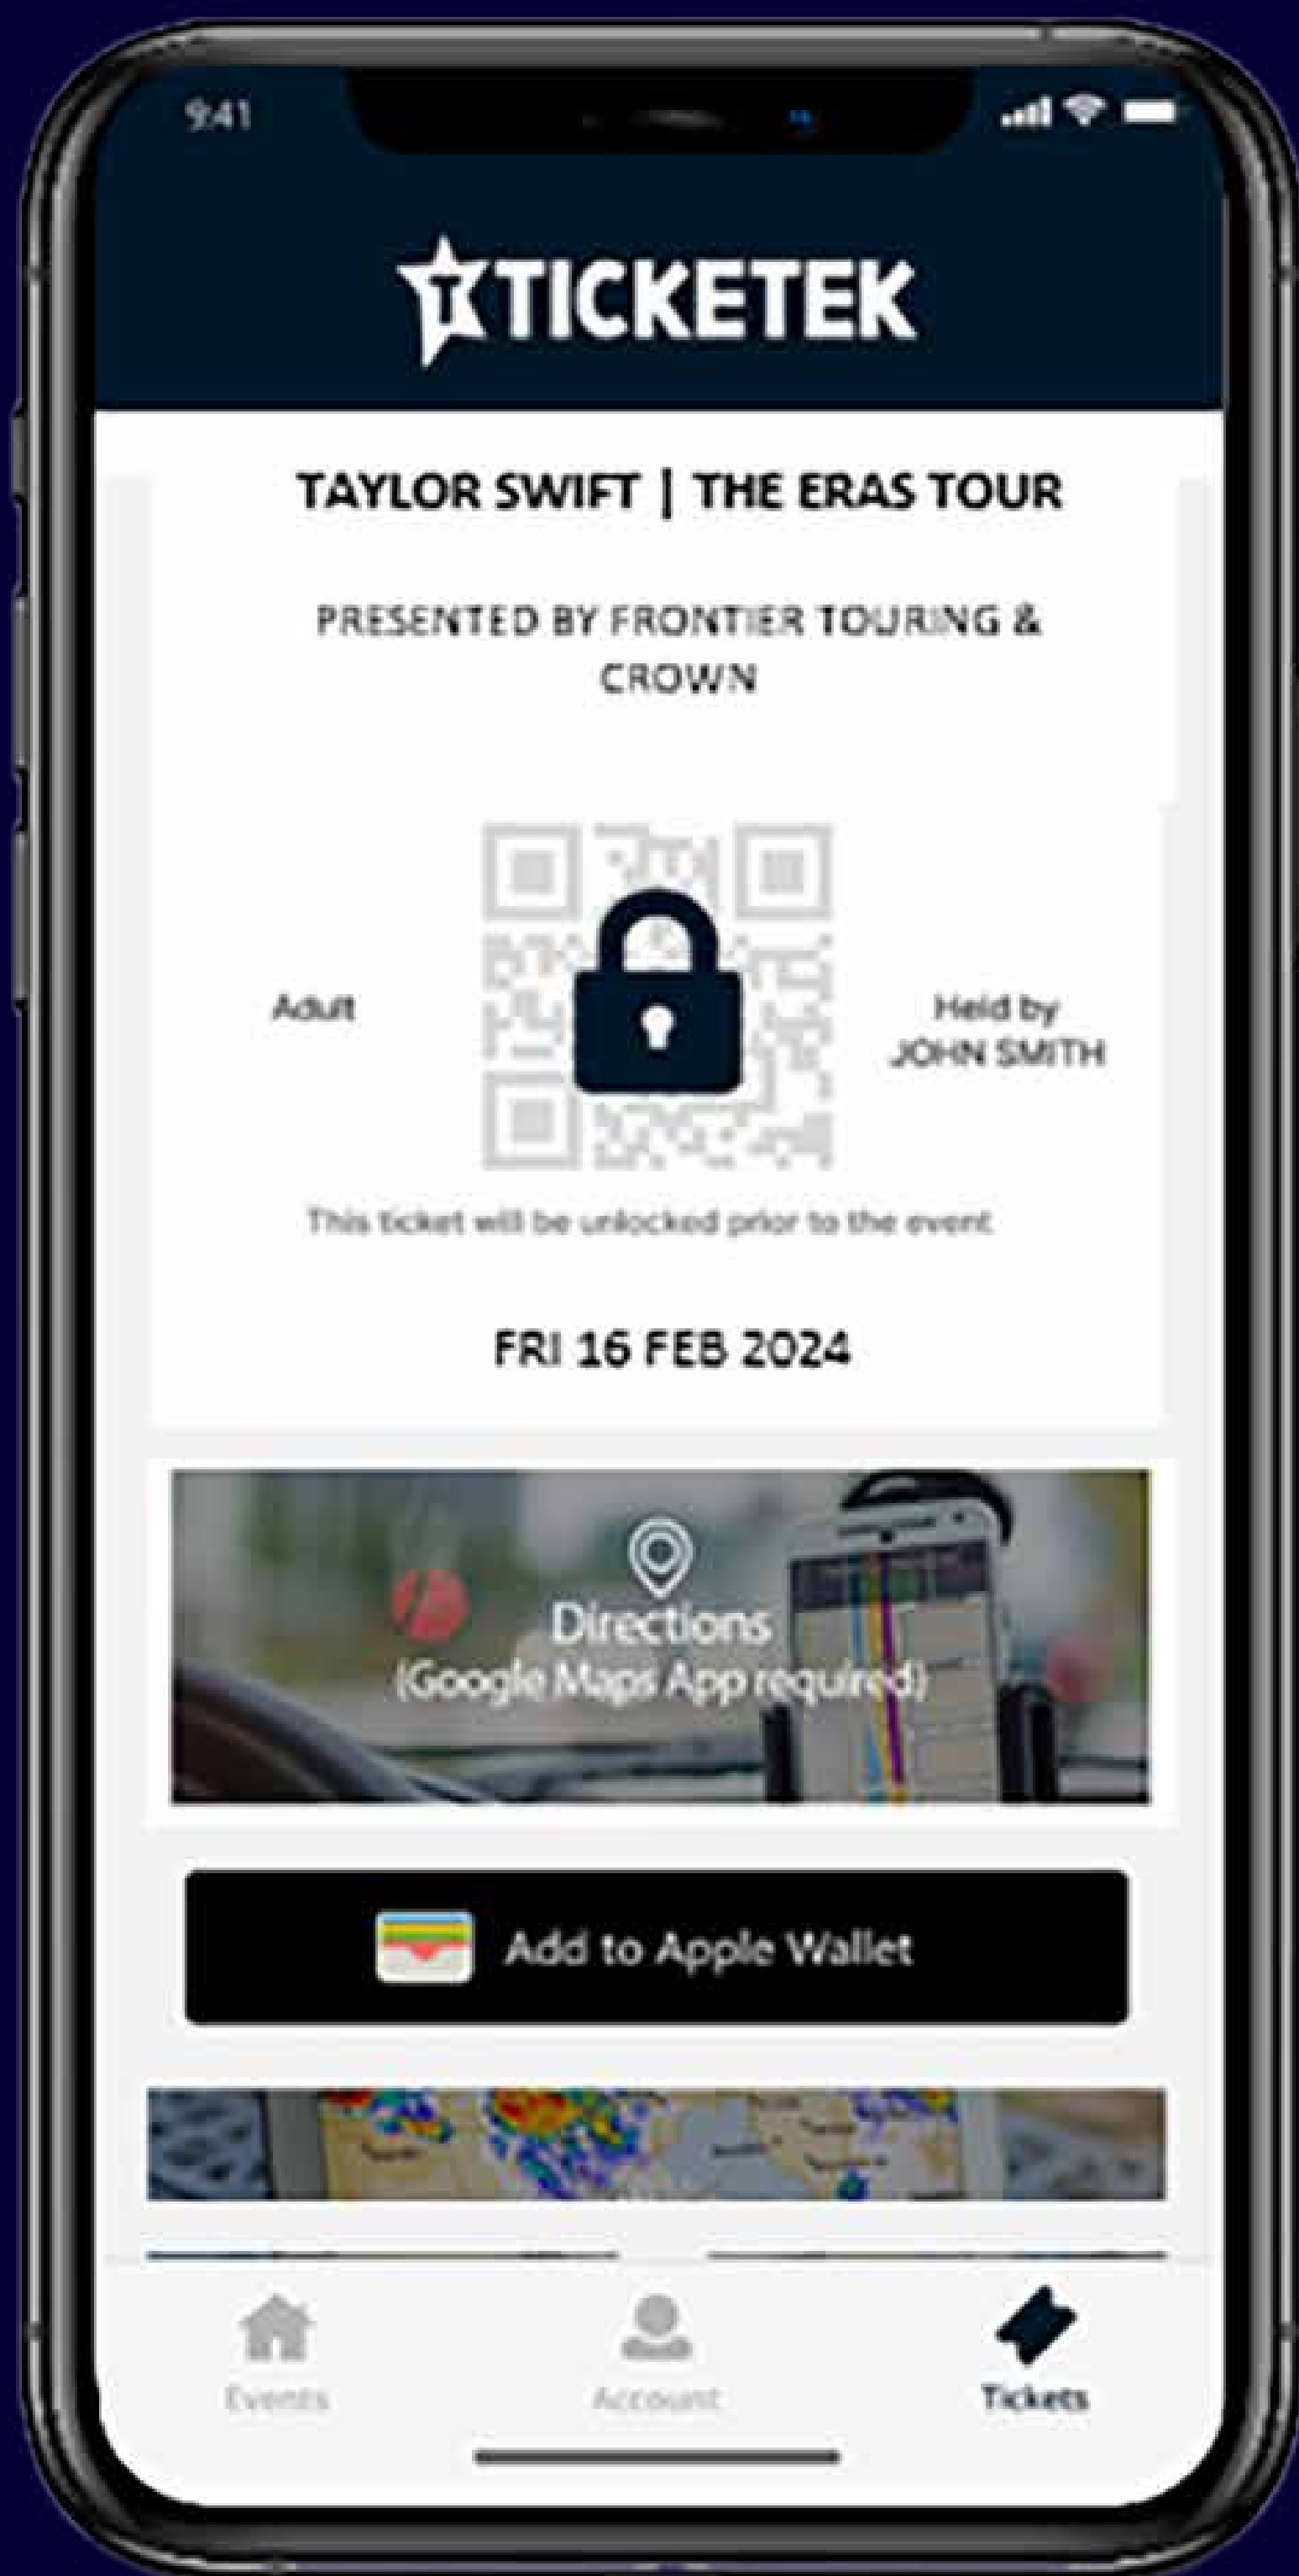 9:41
TICKETEK
TAYLOR SWIFT | THE ERAS TOUR
PRESENTED BY FRONTIER TOURING &
CROWN
Adult
Held by
JOHN SMITH
This ticket will be unlocked prior to the event
FRI 16 FEB 2024
Directions
(Google Maps App required)
Add to Apple Wallet
Events
Account
Tickets